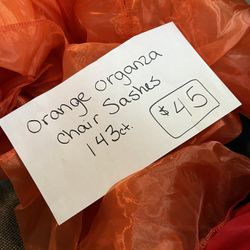 Orange Organza
Chair Sashes
143ct.
$45